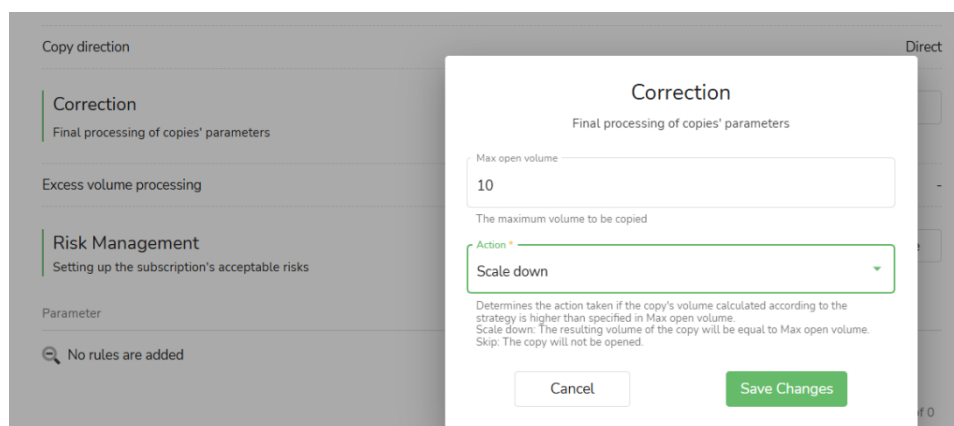 Copy direction
Direct
Correction
Final processing of copies' parameters
Excess volume processing
-
Risk Management
Setting up the subscription's acceptable risks
Parameter
No rules are added
Correction
Final processing of copies' parameters
Max open volume
10
The maximum volume to be copied
Action *
Scale down
Determines the action taken if the copy's volume calculated according to the
strategy is higher than specified in Max open volume.
Scale down: The resulting volume of the copy will be equal to Max open volume.
Skip: The copy will not be opened.
Cancel
Save Changes
of 0